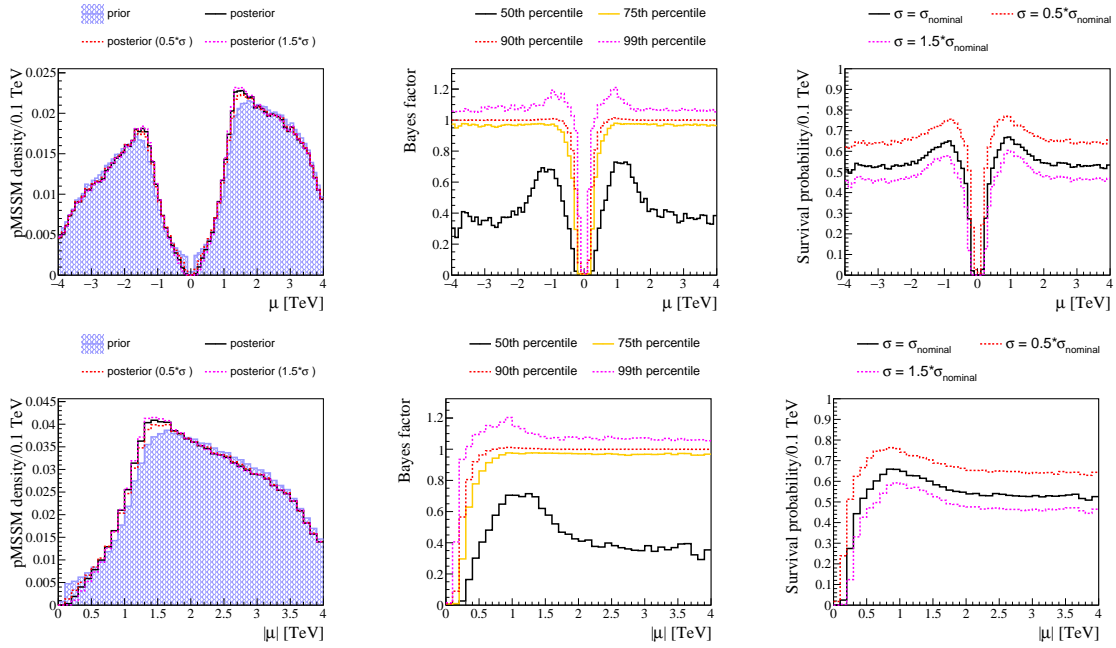 prior posterior
posterior (0.5*σ ) posterior (1.5*σ )
pMSSM density/0.1 TeV
0.025
0.02
0.015
0.01
0.005
0
−4 −3 −2 −1 0 1 2 3 4
μ [TeV]
50th percentile 75th percentile
90th percentile 99th percentile
Bayes factor
1.2
1
0.8
0.6
0.4
0.2
0
−4 −3 −2 −1 0 1 2 3 4
μ [TeV]
σ = σnominal σ = 0.5*σnominal
σ = 1.5*σnominal
Survival probability/0.1 TeV
1
0.9
0.8
0.7
0.6
0.5
0.4
0.3
0.2
0.1
0
−4 −3 −2 −1 0 1 2 3 4
μ [TeV]
prior posterior
posterior (0.5*σ ) posterior (1.5*σ )
pMSSM density/0.1 TeV
0.045
0.04
0.035
0.03
0.025
0.02
0.015
0.01
0.005
0
0 0.5 1 1.5 2 2.5 3 3.5 4
|μ| [TeV]
50th percentile 75th percentile
90th percentile 99th percentile
Bayes factor
1.2
1
0.8
0.6
0.4
0.2
0
0 0.5 1 1.5 2 2.5 3 3.5 4
|μ| [TeV]
σ = σnominal σ = 0.5*σnominal
σ = 1.5*σnominal
Survival probability/0.1 TeV
1
0.9
0.8
0.7
0.6
0.5
0.4
0.3
0.2
0.1
0
0 0.5 1 1.5 2 2.5 3 3.5 4
|μ| [TeV]